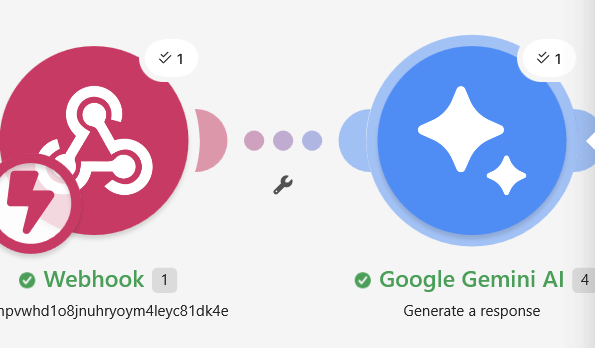 1
1
Webhook 1
Google Gemini AI 4
npvwhd1o8jnuhryoym4leyc81dk4e
Generate a response